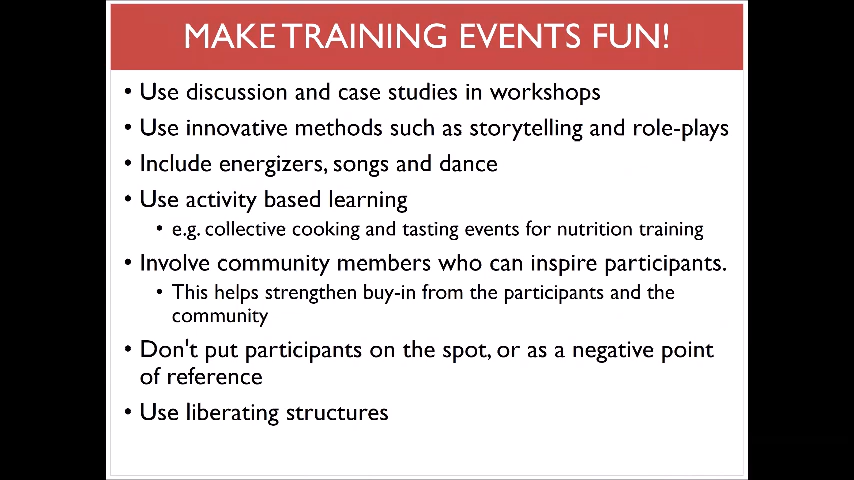 MAKE TRAINING EVENTS FUN!
• Use discussion and case studies in workshops
• Use innovative methods such as storytelling and role-plays
• Include energizers, songs and dance
• Use activity based learning
• e.g. collective cooking and tasting events for nutrition training
• Involve community members who can inspire participants.
• This helps strengthen buy-in from the participants and the
community
• Don't put participants on the spot, or as a negative point
of reference
• Use liberating structures